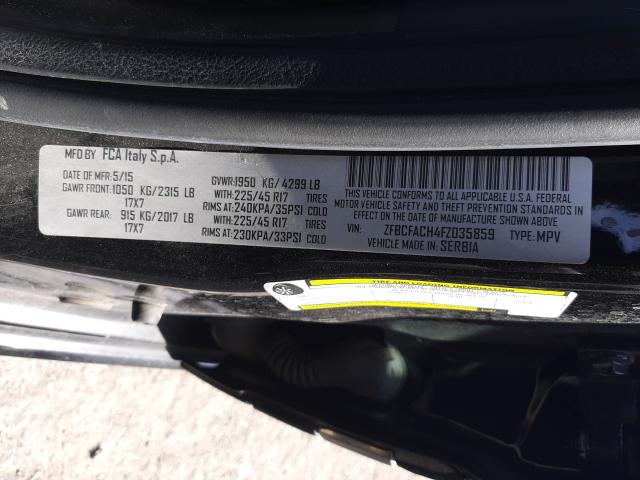 MFD BY FCA Italy S.p.A.
DATE OF MFR: 5/15 GVWR: 1950 KG/ 4299 LB
GAWR FRONT: 1050 KG/2315 LB WITH: 225/45 R17 TIRES
17X7 RIMS AT: 240KPA/35PSI COLD
GAWR REAR: 915 KG/2017 LB WITH: 225/45 R17 TIRES
17X7 RIMS AT: 230KPA/33PSI COLD
THIS VEHICLE CONFORMS TO ALL APPLICABLE U.S.A. FEDERAL
MOTOR VEHICLE SAFETY AND THEFT PREVENTION STANDARDS IN
EFFECT ON THE DATE OF MFR. SHOWN ABOVE.
VIN: ZFBCFACH4FZ035859 TYPE: MPV
VEHICLE MADE IN: SERBIA
TIRE AND LOADING INFORMATION